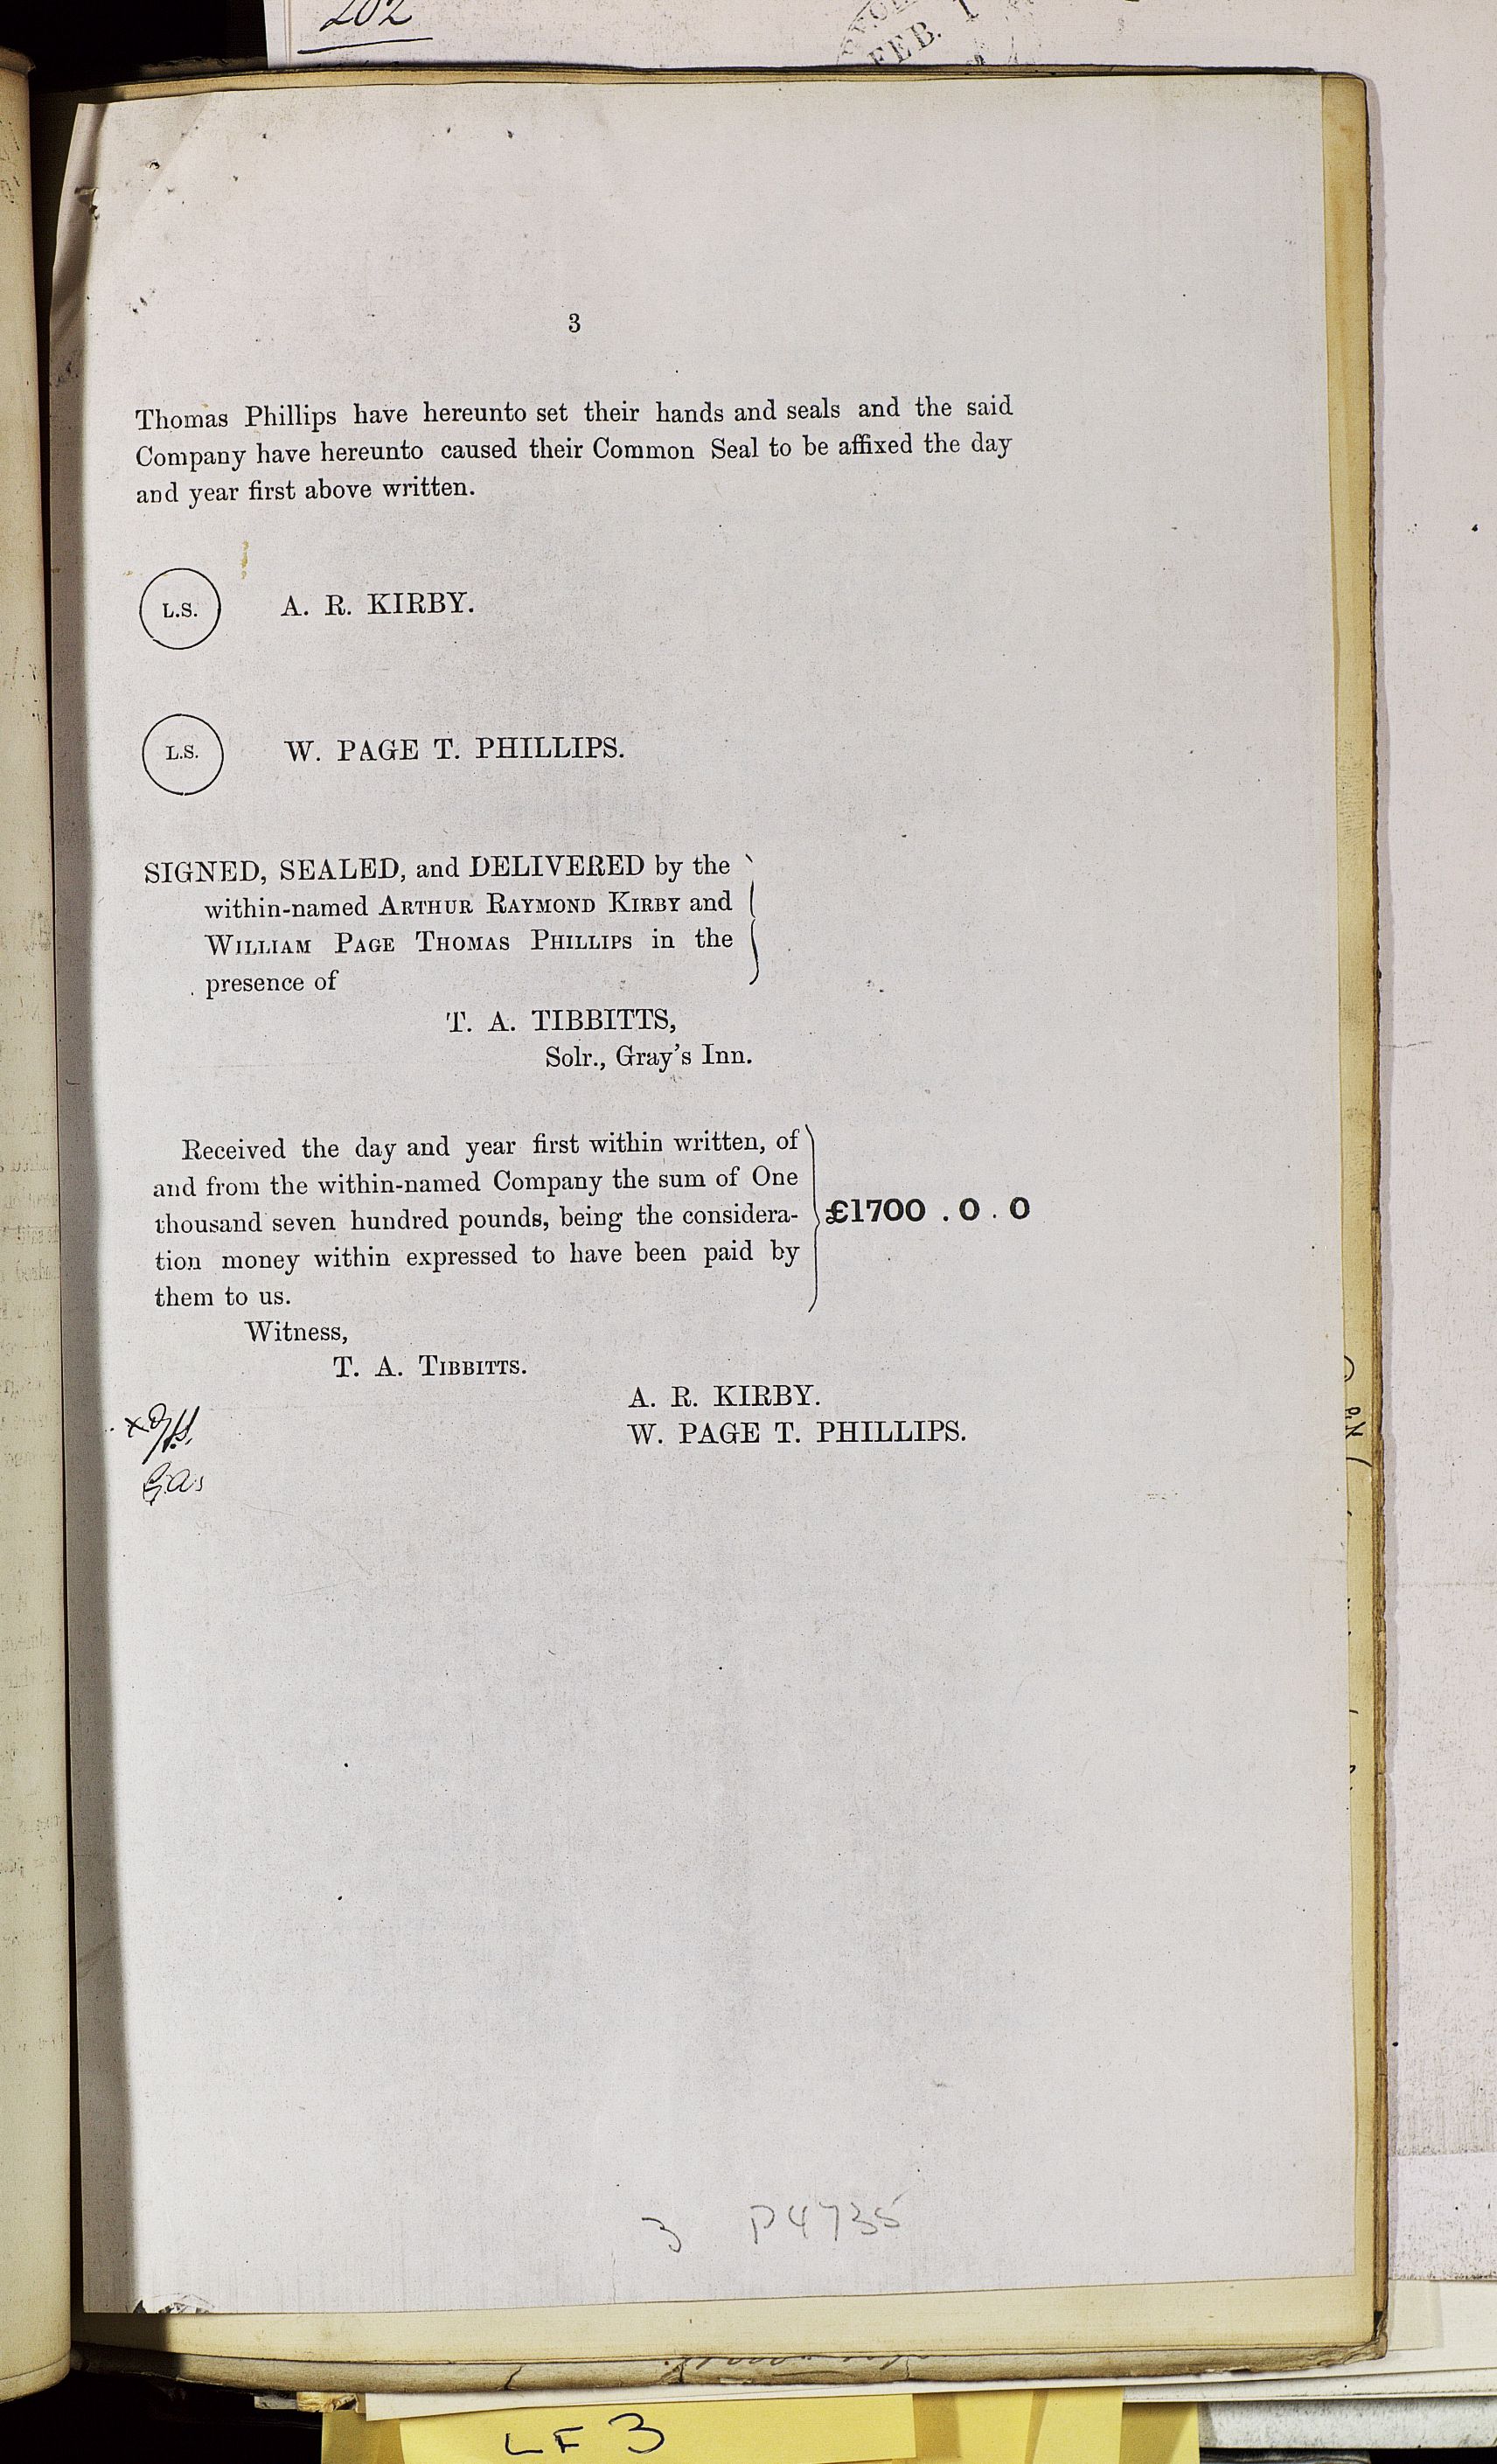 202
FEB. 1
3
Thomas Phillips have hereunto set their hands and seals and the said
Company have hereunto caused their Common Seal to be affixed the day
and year first above written.
L.S. A. R. KIRBY.
L.S. W. PAGE T. PHILLIPS.
SIGNED, SEALED, and DELIVERED by the
within-named ARTHUR RAYMOND KIRBY and
WILLIAM PAGE THOMAS PHILLIPS in the
presence of
T. A. TIBBITTS,
Solr., Gray's Inn.
Received the day and year first within written, of
and from the within-named Company the sum of One
thousand seven hundred pounds, being the considera-
£1700 . 0 . 0
tion money within expressed to have been paid by
them to us.
Witness,
T. A. TIBBITTS.
A. R. KIRBY.
W. PAGE T. PHILLIPS.
3 P4735
LF 3